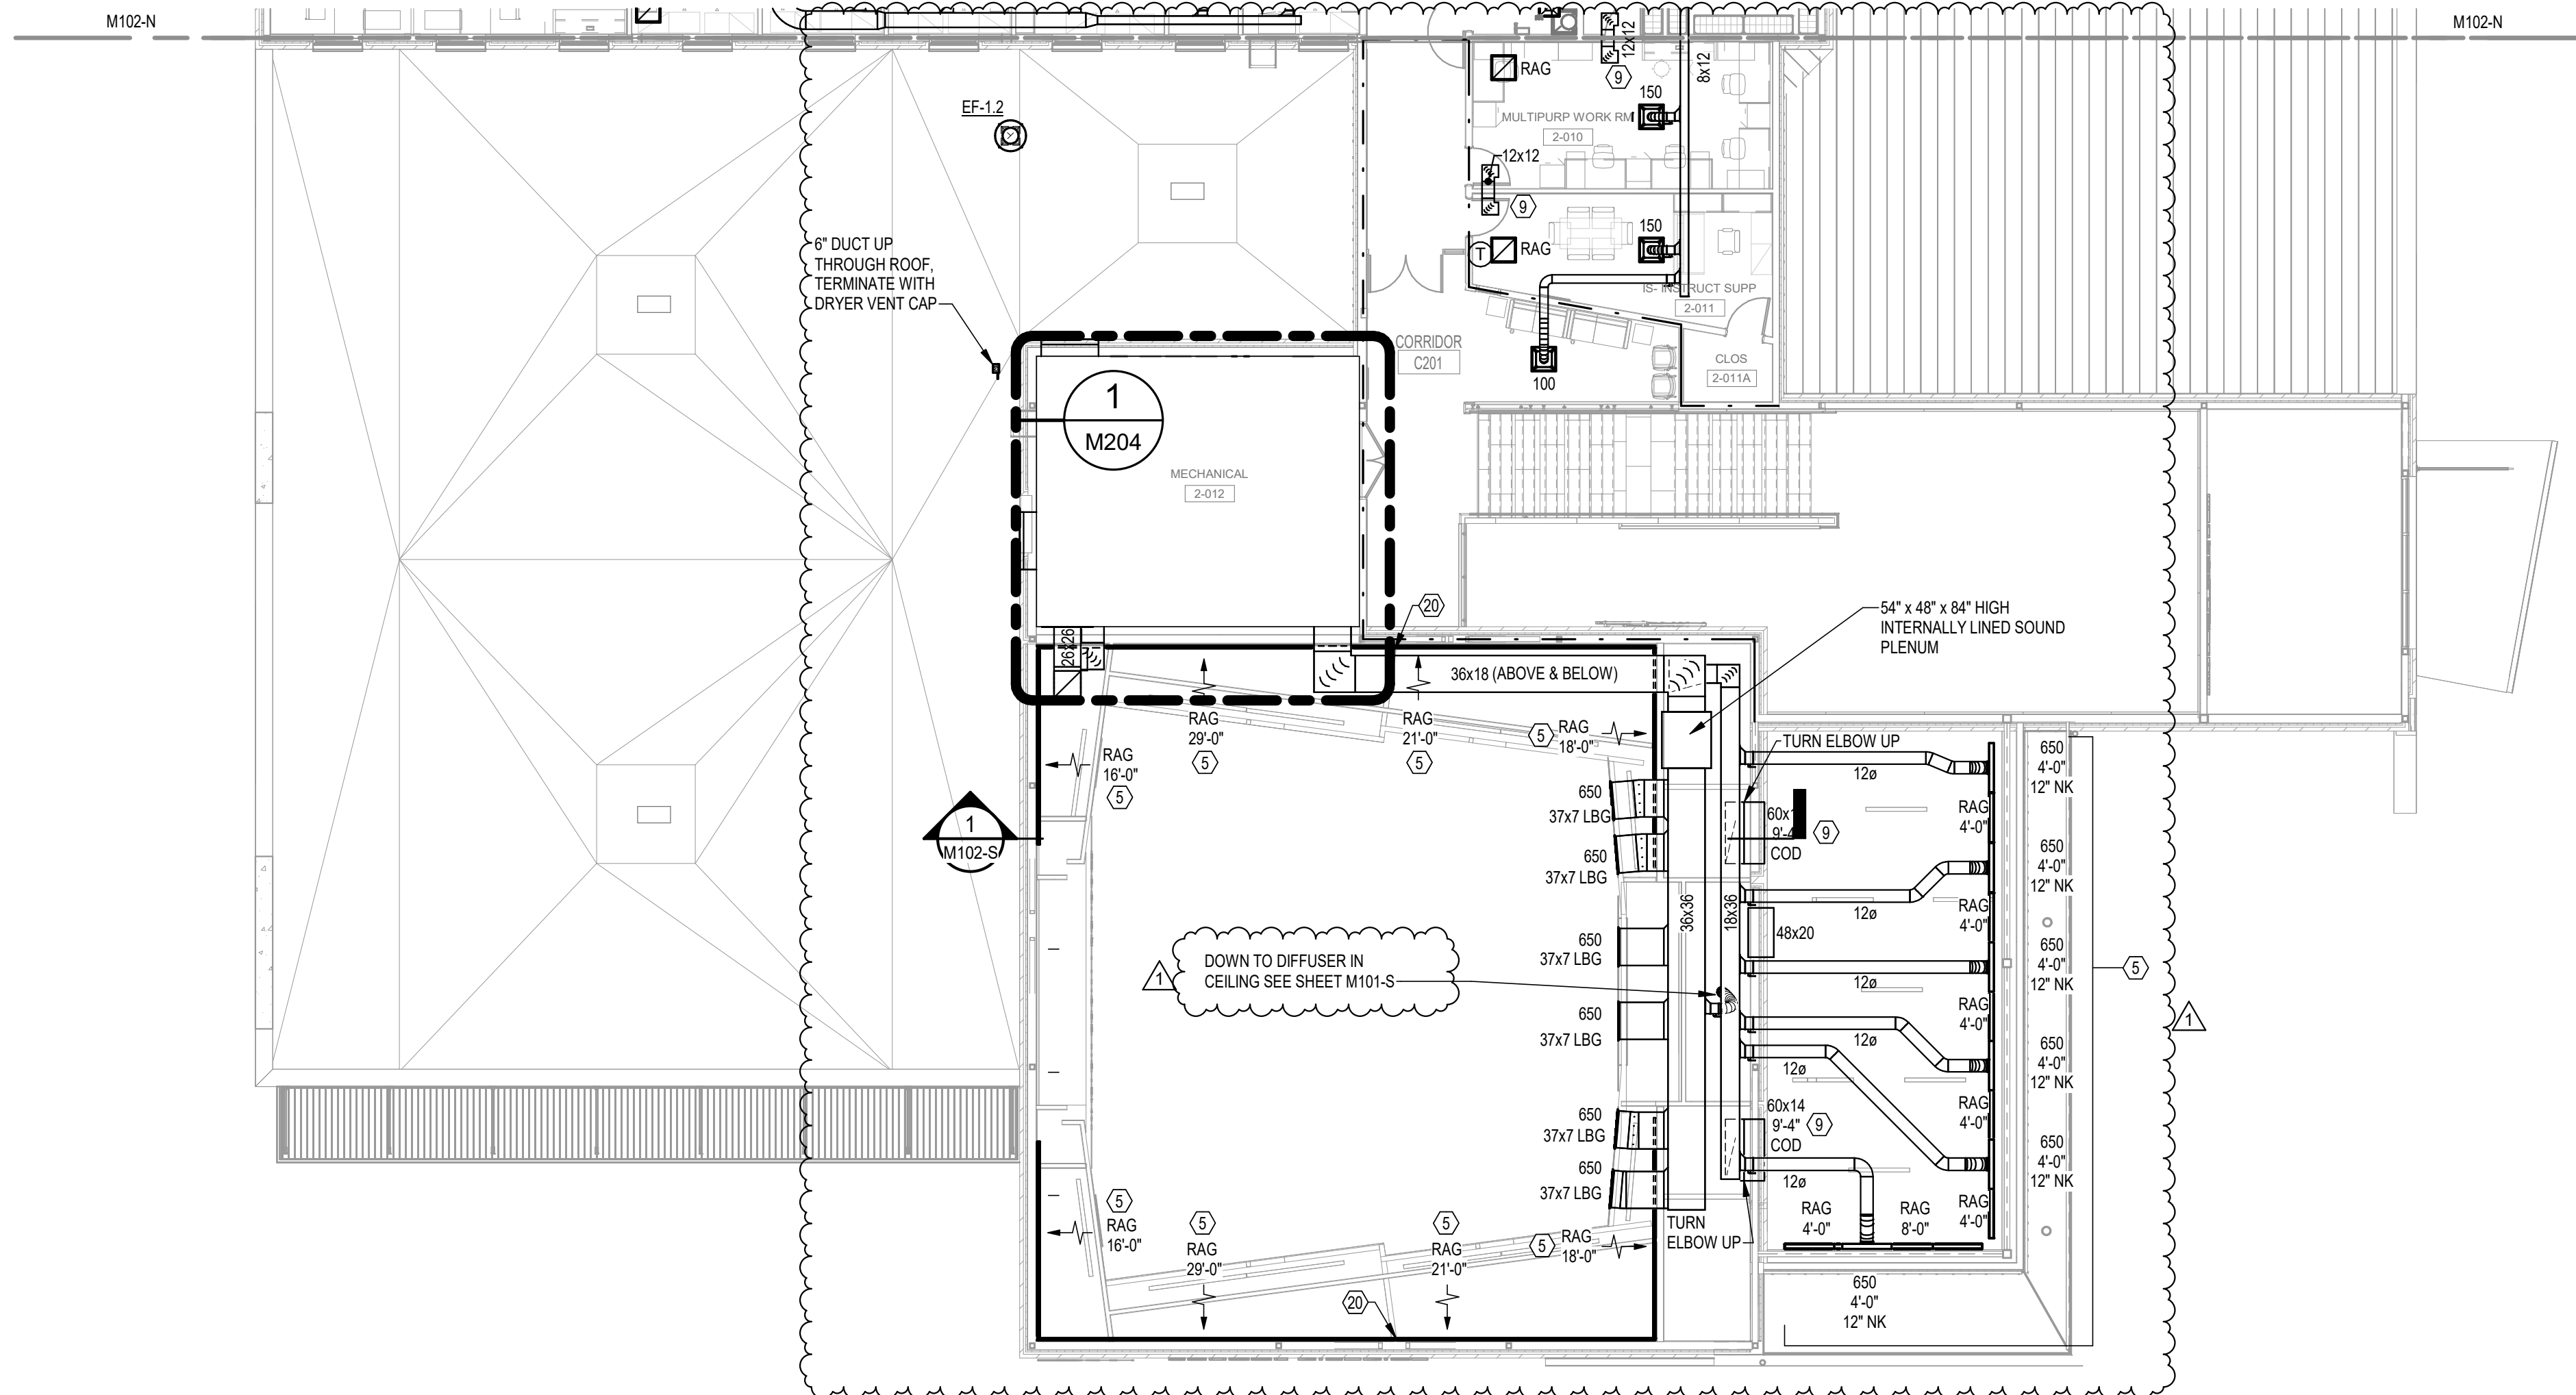 M102-N
M102-N
12x12
9
8x12
RAG
150
MULTIPURP WORK RM
2-010
12x12
9
EF-1.2
150
RAG
T
6" DUCT UP
THROUGH ROOF,
TERMINATE WITH
DRYER VENT CAP
IS- INSTRUCT SUPP
2-011
CORRIDOR
C201
CLOS
2-011A
100
1
M204
MECHANICAL
2-012
20
54" x 48" x 84" HIGH
INTERNALLY LINED SOUND
PLENUM
26x26
36x18 (ABOVE & BELOW)
RAG
29'-0"
5
RAG
21'-0"
5
5
RAG
18'-0"
RAG
16'-0"
5
TURN ELBOW UP
12ø
650
4'-0"
12" NK
1
M102-S
650
37x7 LBG
650
37x7 LBG
9
COD
RAG
4'-0"
650
4'-0"
12" NK
36x36
18x36
12ø
48x20
RAG
4'-0"
650
37x7 LBG
650
4'-0"
12" NK
5
1
DOWN TO DIFFUSER IN
CEILING SEE SHEET M101-S
12ø
RAG
4'-0"
650
37x7 LBG
12ø
1
650
4'-0"
12" NK
12ø
650
37x7 LBG
60x14
9'-4"
COD
9
RAG
4'-0"
650
4'-0"
12" NK
650
37x7 LBG
12ø
5
RAG
16'-0"
5
RAG
29'-0"
5
RAG
21'-0"
5
RAG
18'-0"
TURN
ELBOW UP
RAG
4'-0"
RAG
8'-0"
RAG
4'-0"
20
650
4'-0"
12" NK